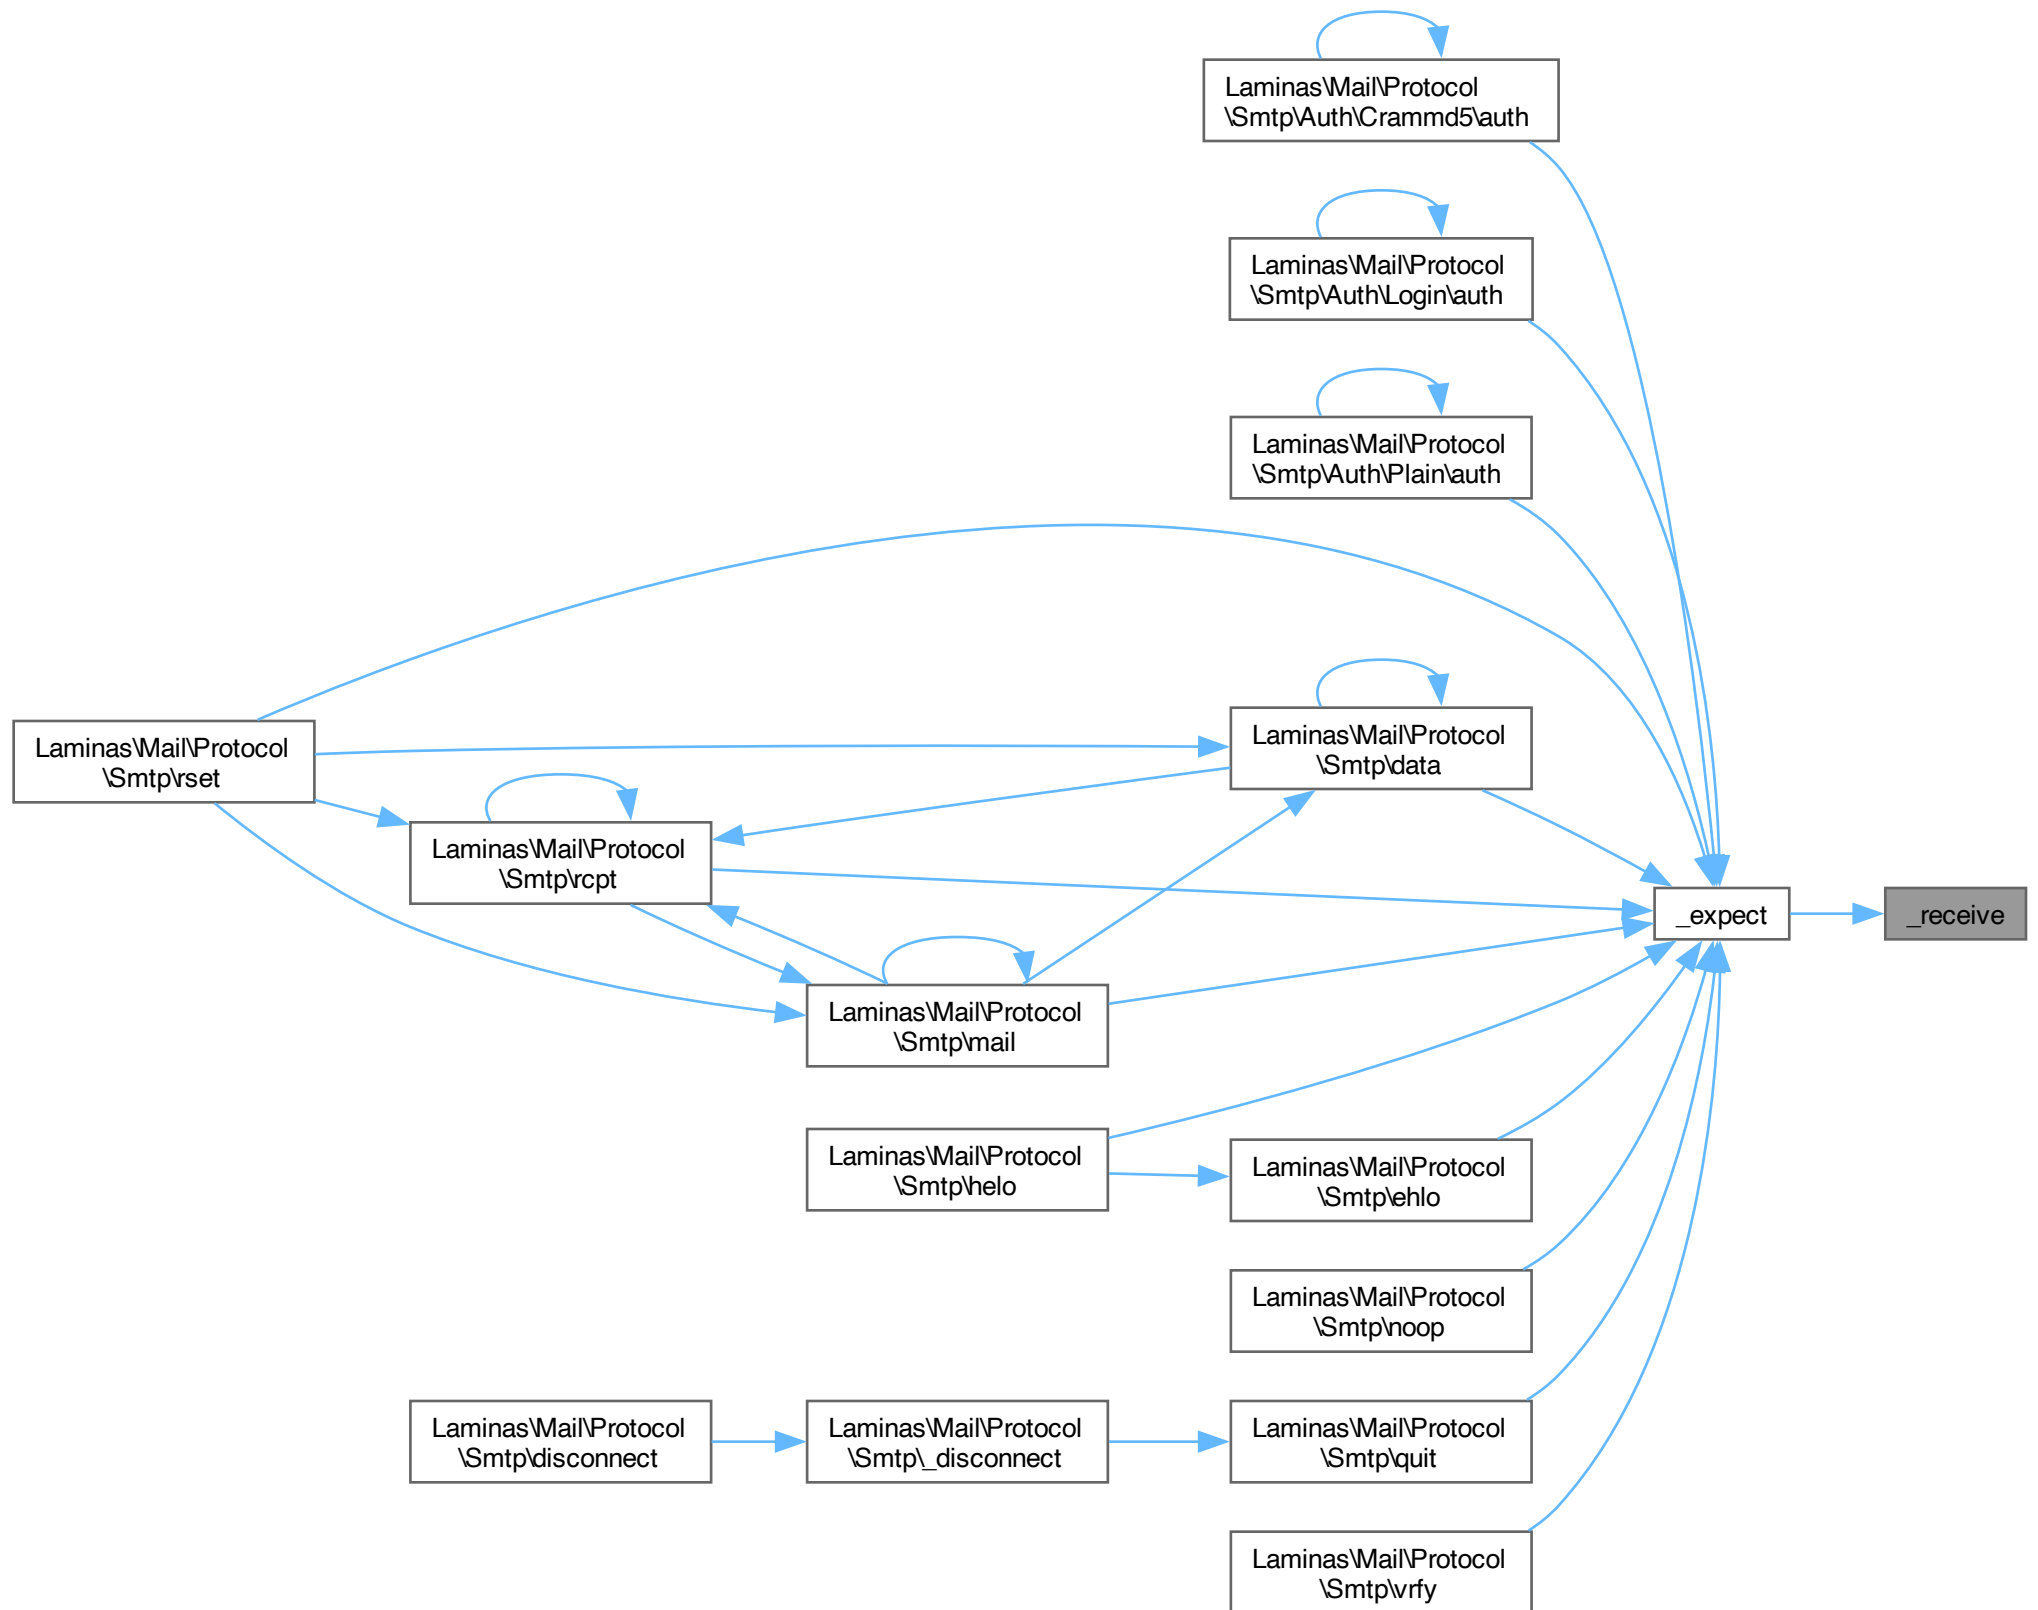 Laminas\Mail\Protocol
\Smtp\Auth\Crammd5\auth
Laminas\Mail\Protocol
\Smtp\Auth\Login\auth
Laminas\Mail\Protocol
\Smtp\Auth\Plain\auth
Laminas\Mail\Protocol
\Smtp\rset
Laminas\Mail\Protocol
\Smtp\data
Laminas\Mail\Protocol
\Smtp\rcpt
_expect
_receive
Laminas\Mail\Protocol
\Smtp\mail
Laminas\Mail\Protocol
\Smtp\helo
Laminas\Mail\Protocol
\Smtp\ehlo
Laminas\Mail\Protocol
\Smtp\noop
Laminas\Mail\Protocol
\Smtp\disconnect
Laminas\Mail\Protocol
\Smtp\_disconnect
Laminas\Mail\Protocol
\Smtp\quit
Laminas\Mail\Protocol
\Smtp\vrfy